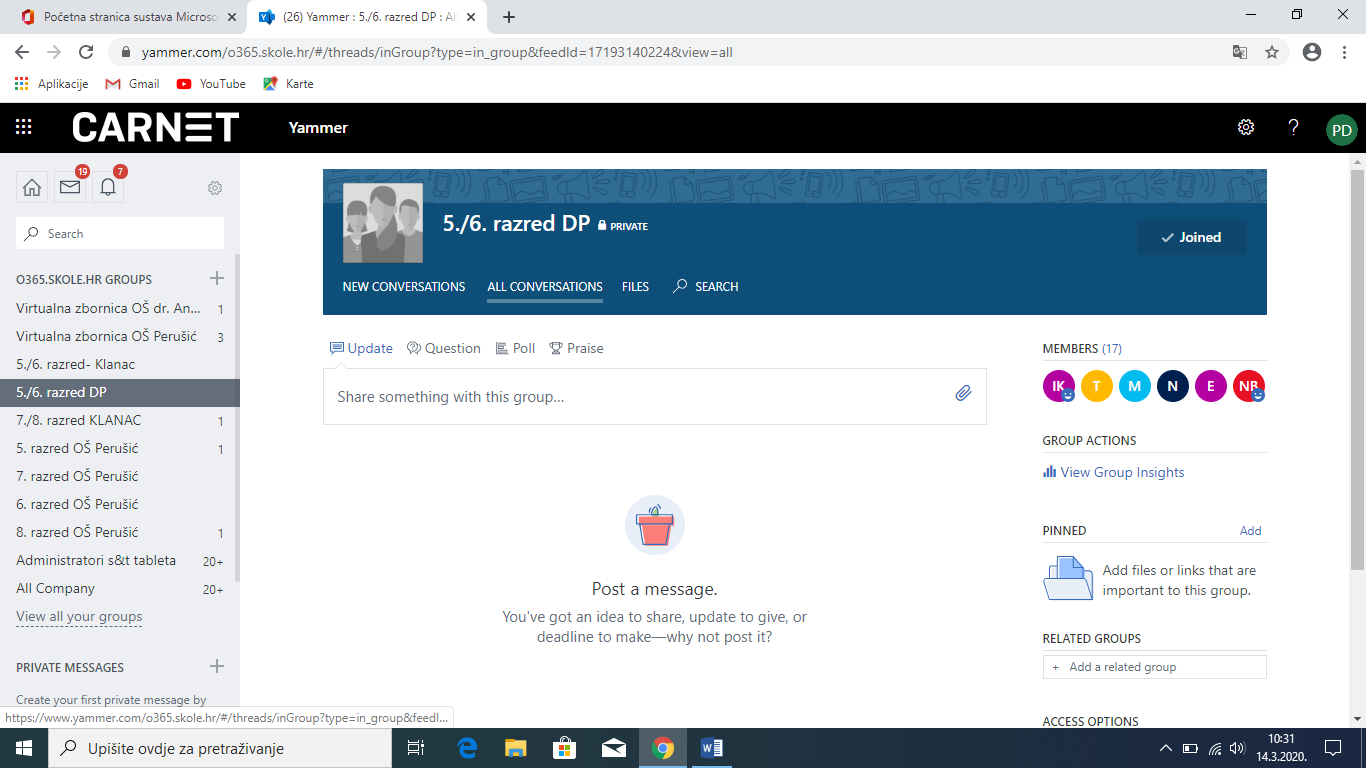 Početna stranica sustava Microso
(26) Yammer : 5./6. razred DP : All
yammer.com/o365.skole.hr/#/threads/inGroup?type=in_group&feedId=17193140224&view=all
Aplikacije
Gmail
YouTube
Karte
CARNET
Yammer
?
PD
19
7
Search
O365.SKOLE.HR GROUPS
Virtualna zbornica OŠ dr. An... 1
Virtualna zbornica OŠ Perušić 3
5./6. razred- Klanac
5./6. razred DP
7./8. razred KLANAC 1
5. razred OŠ Perušić 1
7. razred OŠ Perušić
6. razred OŠ Perušić
8. razred OŠ Perušić 1
Administratori s&t tableta 20+
All Company 20+
View all your groups
PRIVATE MESSAGES
Create your first private message by
https://www.yammer.com/o365.skole.hr/#/threads/inGroup?type=in_group&feedI...
5./6. razred DP PRIVATE
Joined
NEW CONVERSATIONS
ALL CONVERSATIONS
FILES
SEARCH
Update
Question
Poll
Praise
Share something with this group...
Post a message.
You've got an idea to share, update to give, or
deadline to make—why not post it?
MEMBERS (17)
IK T M N E NB
GROUP ACTIONS
View Group Insights
PINNED Add
Add files or links that are
important to this group.
RELATED GROUPS
+ Add a related group
ACCESS OPTIONS
Upišite ovdje za pretraživanje
10:31
14.3.2020.